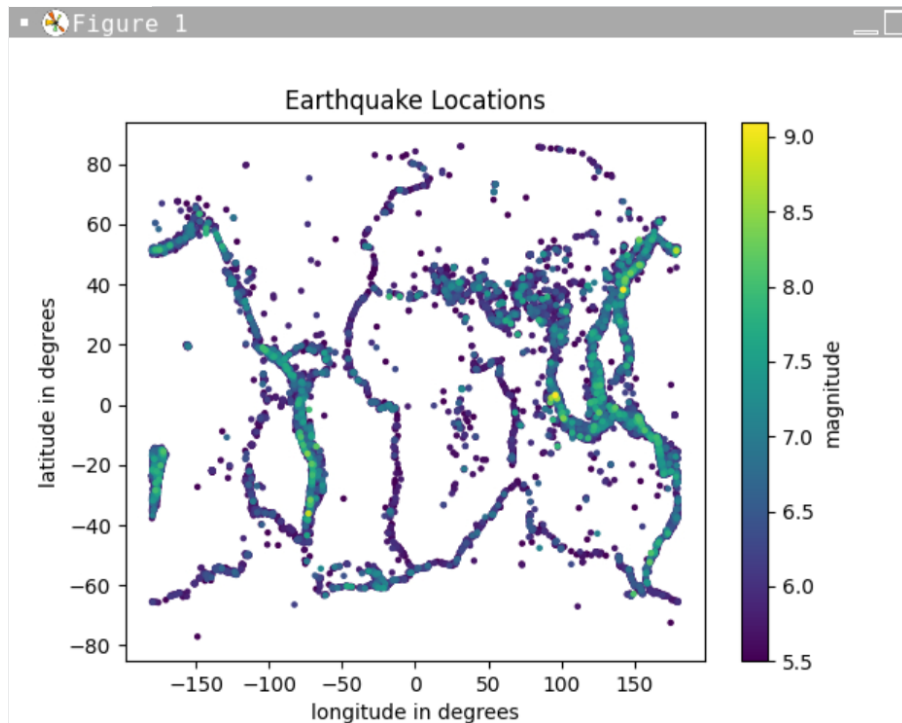 Figure 1
Earthquake Locations
80
60
40
20
0
−20
−40
−60
−80
latitude in degrees
−150 −100 −50 0 50 100 150
longitude in degrees
9.0
8.5
8.0
7.5
7.0
6.5
6.0
5.5
magnitude